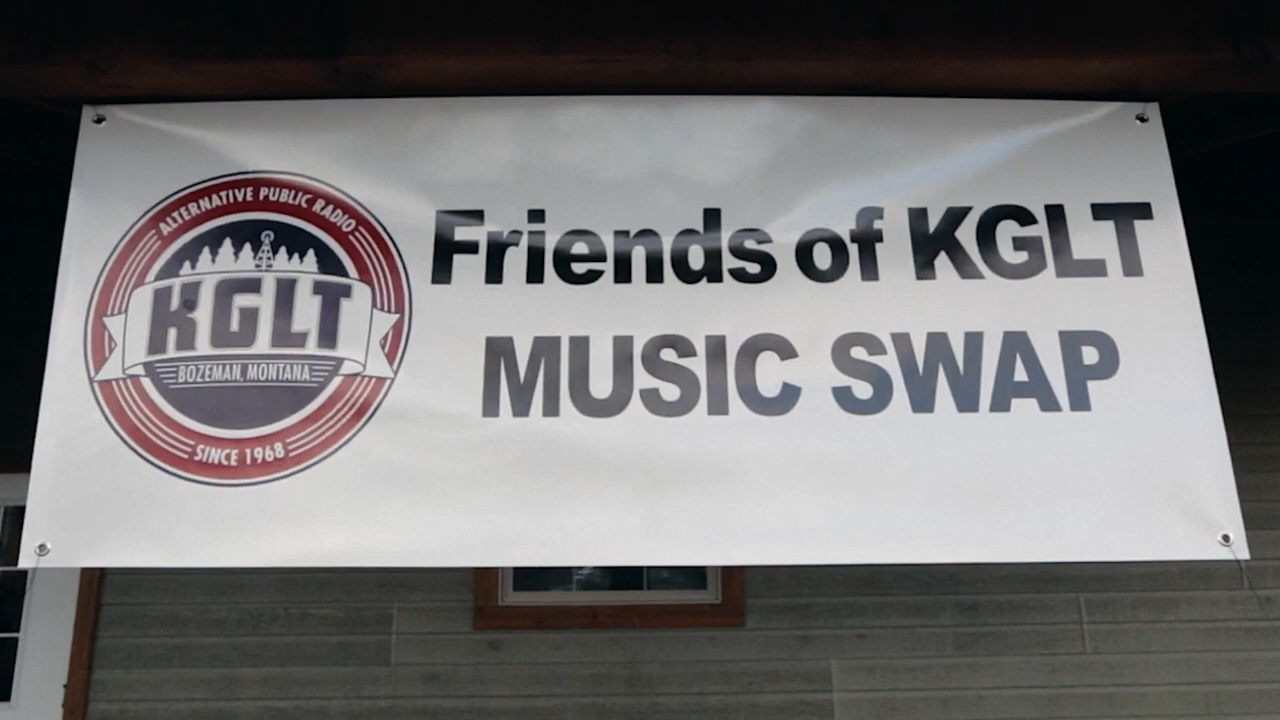 ALTERNATIVE PUBLIC RADIO
KGLT
BOZEMAN, MONTANA
SINCE 1968
Friends of KGLT
MUSIC SWAP